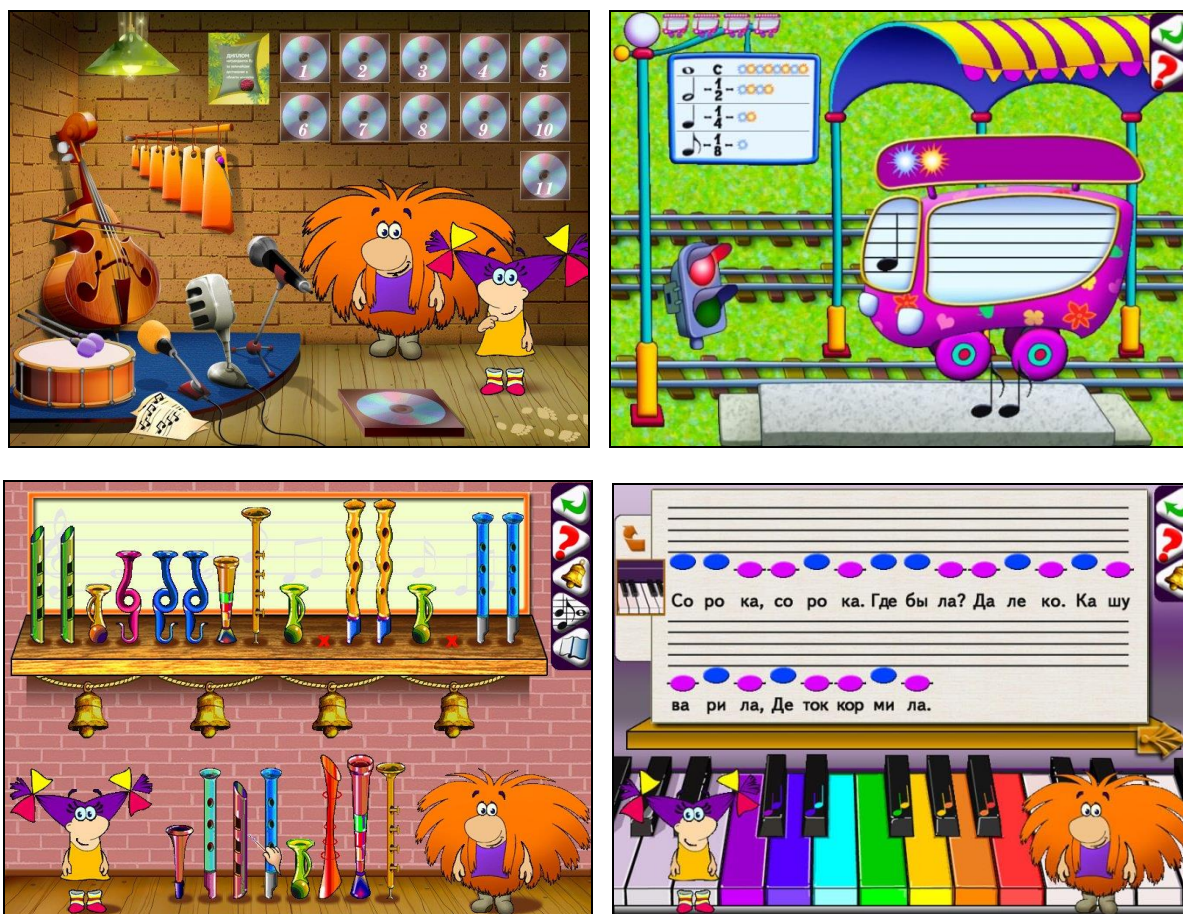 ДИПЛОМ
1 2 3 4 5
6 7 8 9 10
11
C
1/2
1/4
1/8
Со ро ка, со ро ка. Где бы ла? Да ле ко. Ка шу
ва ри ла, Де ток кор ми ла.